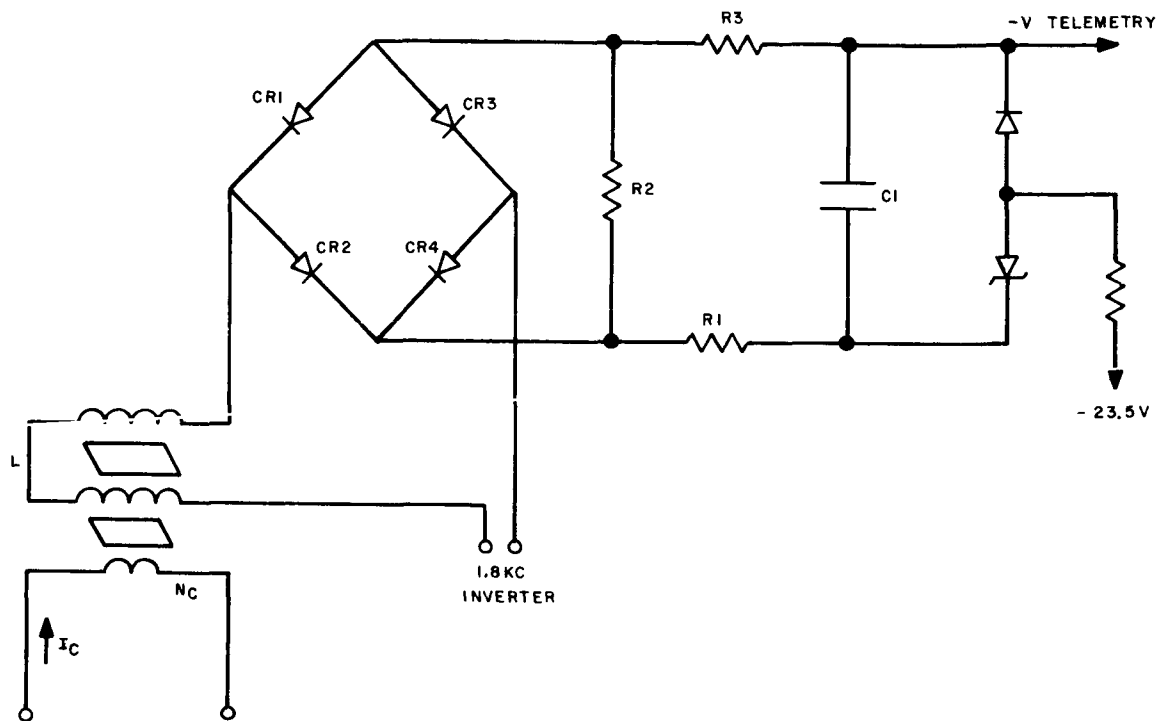 R3
-V TELEMETRY
CR1
CR3
R2
C1
CR2
CR4
R1
- 23.5V
L
1.8KC
INVERTER
NC
IC